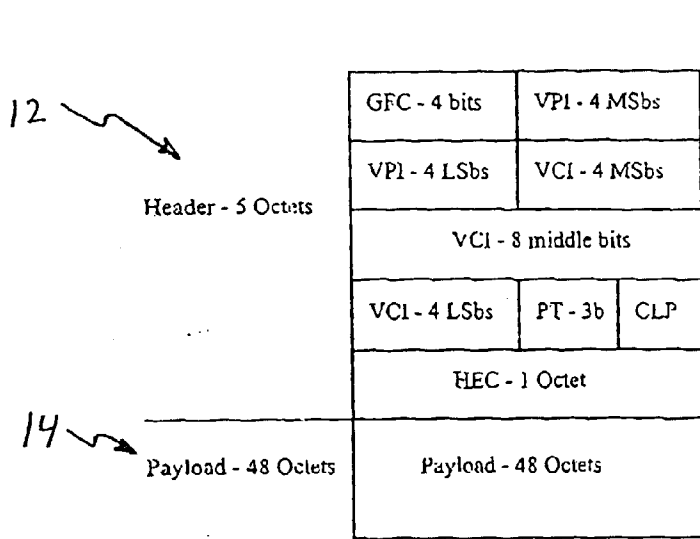 GFC - 4 bits VPI - 4 MSbs
12
VPI - 4 LSbs VCI - 4 MSbs
Header - 5 Octets
VCI - 8 middle bits
VCI - 4 LSbs PT - 3b CLP
HEC - 1 Octet
14
Payload - 48 Octets Payload - 48 Octets